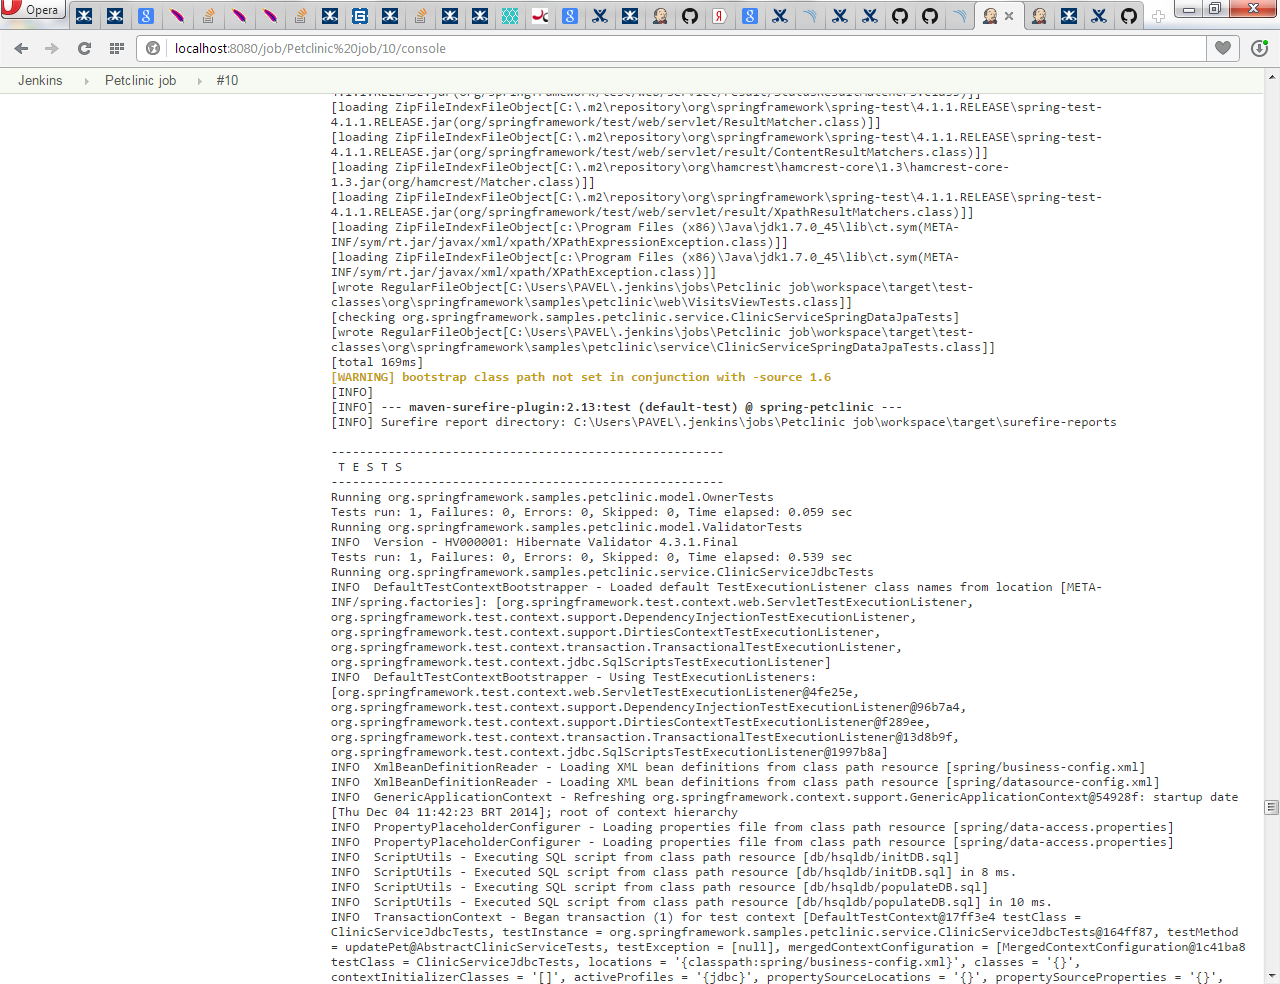 Opera
localhost:8080/job/Petclinic%20job/10/console
Jenkins Petclinic job #10
4.1.1.RELEASE.jar(org/springframework/test/web/servlet/result/StatusResultMatchers.class)]]
[loading ZipFileIndexFileObject[C:\.m2\repository\org\springframework\spring-test\4.1.1.RELEASE\spring-test-
4.1.1.RELEASE.jar(org/springframework/test/web/servlet/ResultMatcher.class)]]
[loading ZipFileIndexFileObject[C:\.m2\repository\org\springframework\spring-test\4.1.1.RELEASE\spring-test-
4.1.1.RELEASE.jar(org/springframework/test/web/servlet/result/ContentResultMatchers.class)]]
[loading ZipFileIndexFileObject[C:\.m2\repository\org\hamcrest\hamcrest-core\1.3\hamcrest-core-
1.3.jar(org/hamcrest/Matcher.class)]]
[loading ZipFileIndexFileObject[C:\.m2\repository\org\springframework\spring-test\4.1.1.RELEASE\spring-test-
4.1.1.RELEASE.jar(org/springframework/test/web/servlet/result/XpathResultMatchers.class)]]
[loading ZipFileIndexFileObject[c:\Program Files (x86)\Java\jdk1.7.0_45\lib\ct.sym(META-
INF/sym/rt.jar/javax/xml/xpath/XPathExpressionException.class)]]
[loading ZipFileIndexFileObject[c:\Program Files (x86)\Java\jdk1.7.0_45\lib\ct.sym(META-
INF/sym/rt.jar/javax/xml/xpath/XPathException.class)]]
[wrote RegularFileObject[C:\Users\PAVEL\.jenkins\jobs\Petclinic job\workspace\target\test-
classes\org\springframework\samples\petclinic\web\VisitsViewTests.class]]
[checking org.springframework.samples.petclinic.service.ClinicServiceSpringDataJpaTests]
[wrote RegularFileObject[C:\Users\PAVEL\.jenkins\jobs\Petclinic job\workspace\target\test-
classes\org\springframework\samples\petclinic\service\ClinicServiceSpringDataJpaTests.class]]
[total 169ms]
[WARNING] bootstrap class path not set in conjunction with -source 1.6
[INFO]
[INFO] --- maven-surefire-plugin:2.13:test (default-test) @ spring-petclinic ---
[INFO] Surefire report directory: C:\Users\PAVEL\.jenkins\jobs\Petclinic job\workspace\target\surefire-reports
-------------------------------------------------------
T E S T S
-------------------------------------------------------
Running org.springframework.samples.petclinic.model.OwnerTests
Tests run: 1, Failures: 0, Errors: 0, Skipped: 0, Time elapsed: 0.059 sec
Running org.springframework.samples.petclinic.model.ValidatorTests
INFO  Version - HV000001: Hibernate Validator 4.3.1.Final
Tests run: 1, Failures: 0, Errors: 0, Skipped: 0, Time elapsed: 0.539 sec
Running org.springframework.samples.petclinic.service.ClinicServiceJdbcTests
INFO  DefaultTestContextBootstrapper - Loaded default TestExecutionListener class names from location [META-
INF/spring.factories]: [org.springframework.test.context.web.ServletTestExecutionListener,
org.springframework.test.context.support.DependencyInjectionTestExecutionListener,
org.springframework.test.context.support.DirtiesContextTestExecutionListener,
org.springframework.test.context.transaction.TransactionalTestExecutionListener,
org.springframework.test.context.jdbc.SqlScriptsTestExecutionListener]
INFO  DefaultTestContextBootstrapper - Using TestExecutionListeners:
[org.springframework.test.context.web.ServletTestExecutionListener@4fe25e,
org.springframework.test.context.support.DependencyInjectionTestExecutionListener@96b7a4,
org.springframework.test.context.support.DirtiesContextTestExecutionListener@f289ee,
org.springframework.test.context.transaction.TransactionalTestExecutionListener@13d8b9f,
org.springframework.test.context.jdbc.SqlScriptsTestExecutionListener@1997b8a]
INFO  XmlBeanDefinitionReader - Loading XML bean definitions from class path resource [spring/business-config.xml]
INFO  XmlBeanDefinitionReader - Loading XML bean definitions from class path resource [spring/datasource-config.xml]
INFO  GenericApplicationContext - Refreshing org.springframework.context.support.GenericApplicationContext@54928f: startup date
[Thu Dec 04 11:42:23 BRT 2014]; root of context hierarchy
INFO  PropertyPlaceholderConfigurer - Loading properties file from class path resource [spring/data-access.properties]
INFO  PropertyPlaceholderConfigurer - Loading properties file from class path resource [spring/data-access.properties]
INFO  ScriptUtils - Executing SQL script from class path resource [db/hsqldb/initDB.sql]
INFO  ScriptUtils - Executed SQL script from class path resource [db/hsqldb/initDB.sql] in 8 ms.
INFO  ScriptUtils - Executing SQL script from class path resource [db/hsqldb/populateDB.sql]
INFO  ScriptUtils - Executed SQL script from class path resource [db/hsqldb/populateDB.sql] in 10 ms.
INFO  TransactionContext - Began transaction (1) for test context [DefaultTestContext@17ff3e4 testClass =
ClinicServiceJdbcTests, testInstance = org.springframework.samples.petclinic.service.ClinicServiceJdbcTests@164ff87, testMethod
= updatePet@AbstractClinicServiceTests, testException = [null], mergedContextConfiguration = [MergedContextConfiguration@1c41ba8
testClass = ClinicServiceJdbcTests, locations = '{classpath:spring/business-config.xml}', classes = '{}',
contextInitializerClasses = '[]', activeProfiles = '{jdbc}', propertySourceLocations = '{}', propertySourceProperties = '{}',